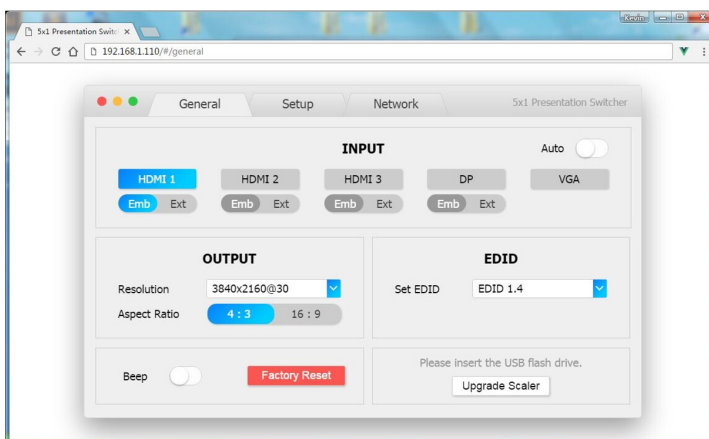 Kevin
5x1 Presentation Switc
192.168.1.110/#/general
General Setup Network 5x1 Presentation Switcher
INPUT Auto
HDMI 1 HDMI 2 HDMI 3 DP VGA
Emb Ext Emb Ext Emb Ext Emb Ext
OUTPUT
Resolution 3840x2160@30
Aspect Ratio 4 : 3 16 : 9
EDID
Set EDID EDID 1.4
Beep Factory Reset
Please insert the USB flash drive.
Upgrade Scaler